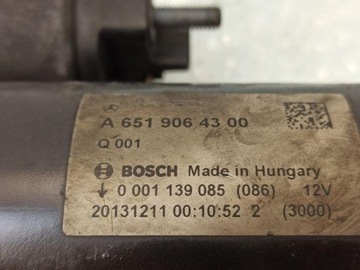 A 651 906 43 00
Q 001
BOSCH Made in Hungary
↓ 0 001 139 085 (086) 12V
20131211 00:10:52 2 (3000)